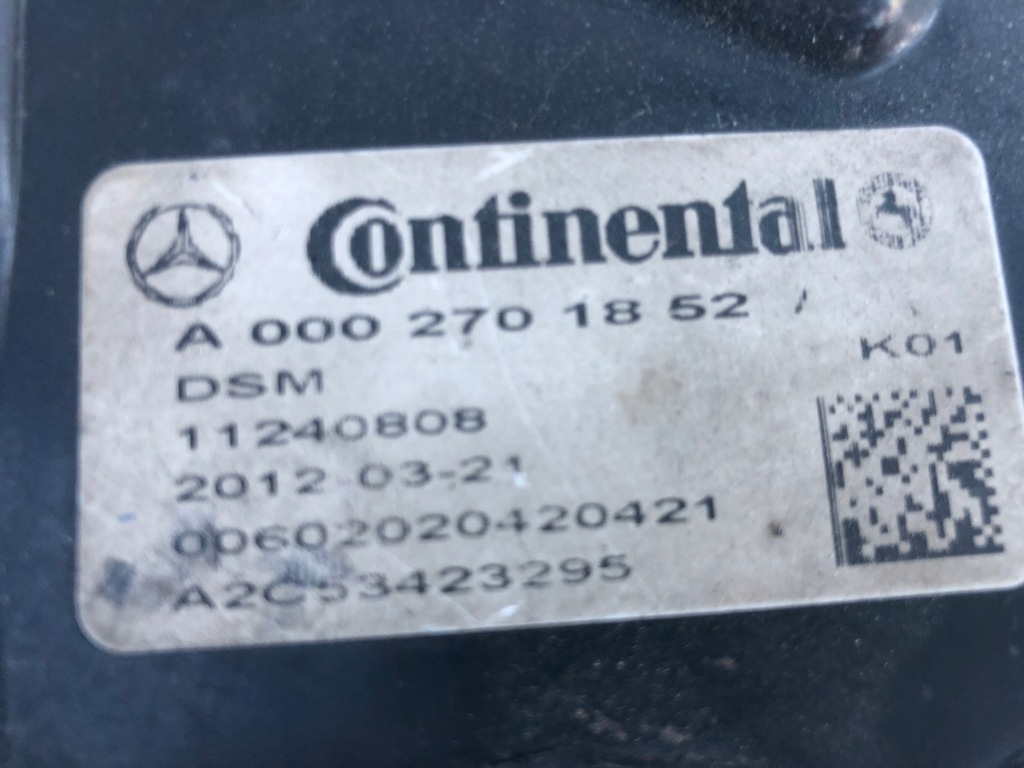 Continental
A 000 270 18 52 /
K01
DSM
11240808
2012-03-21
00602020420421
A2C53423295